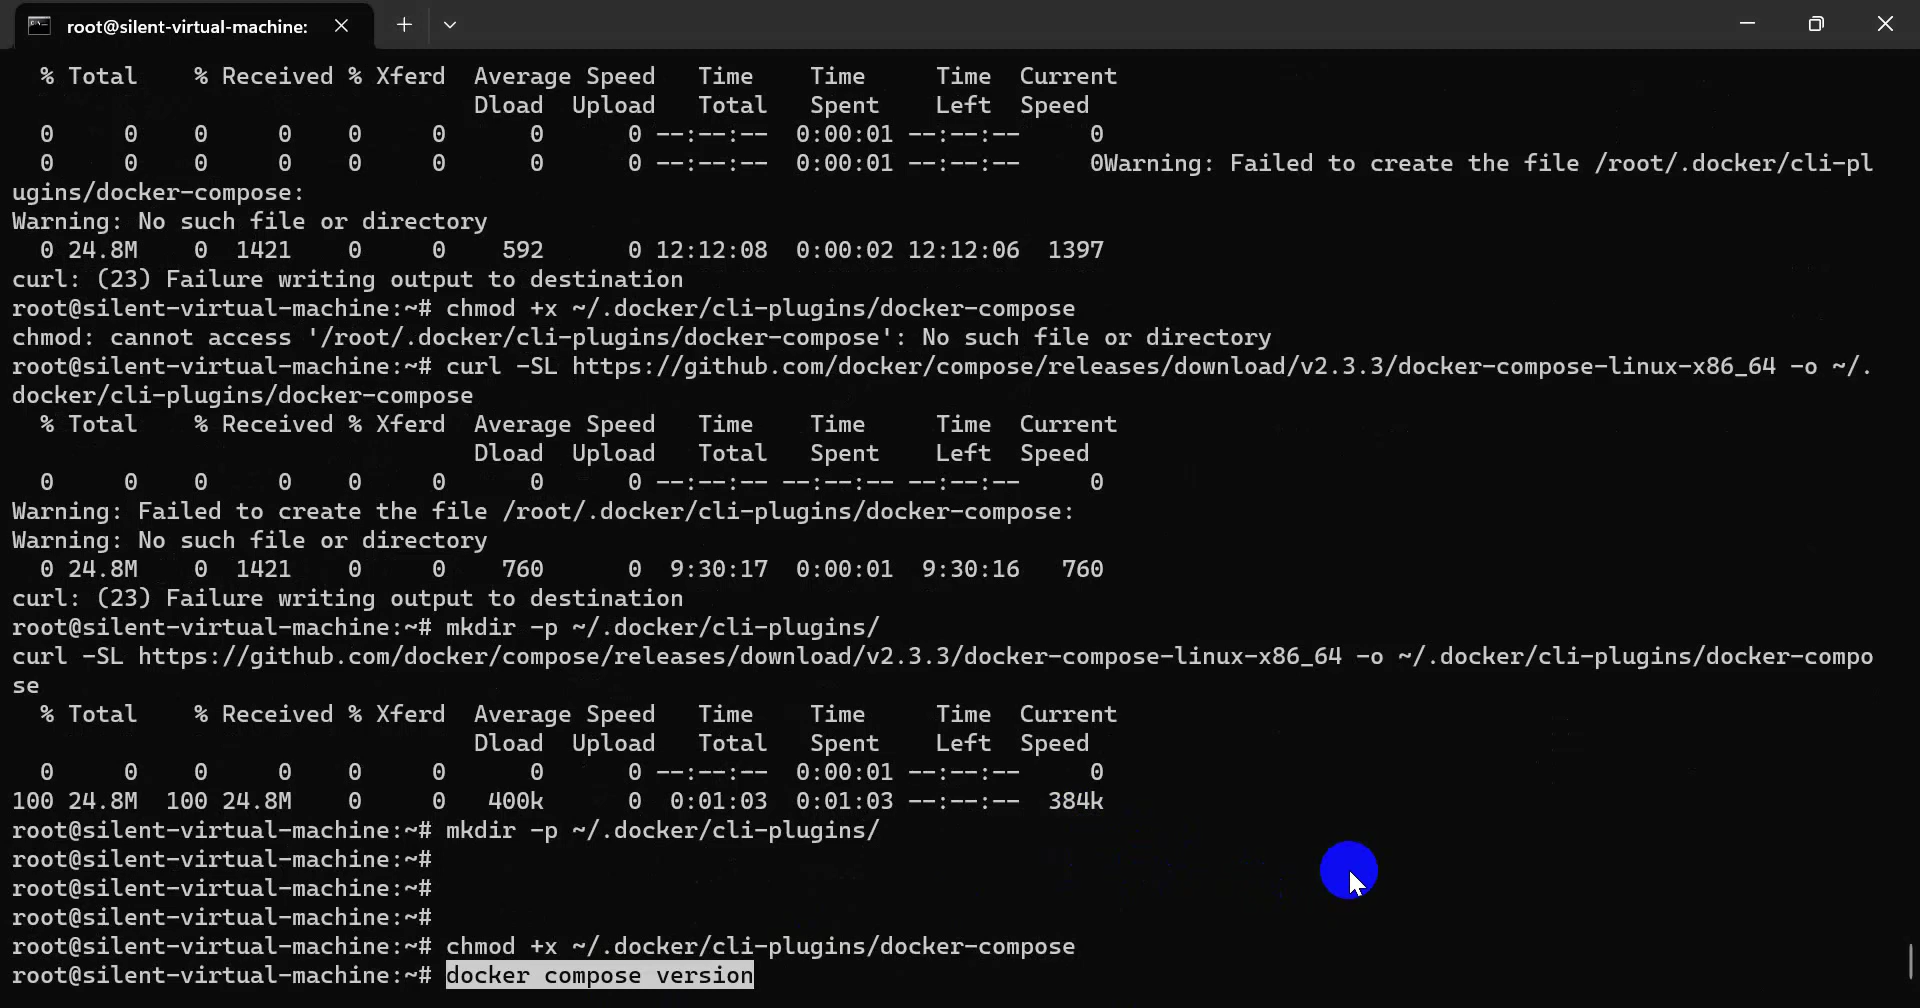 root@silent-virtual-machine:
% Total    % Received % Xferd  Average Speed   Time    Time     Time  Current
Dload  Upload   Total   Spent    Left  Speed
0     0    0     0    0     0      0      0 --:--:--  0:00:01 --:--:--     0
0     0    0     0    0     0      0      0 --:--:--  0:00:01 --:--:--     0Warning: Failed to create the file /root/.docker/cli-pl
ugins/docker-compose:
Warning: No such file or directory
0 24.8M    0  1421    0     0    592      0 12:12:08  0:00:02 12:12:06  1397
curl: (23) Failure writing output to destination
root@silent-virtual-machine:~# chmod +x ~/.docker/cli-plugins/docker-compose
chmod: cannot access '/root/.docker/cli-plugins/docker-compose': No such file or directory
root@silent-virtual-machine:~# curl -SL https://github.com/docker/compose/releases/download/v2.3.3/docker-compose-linux-x86_64 -o ~/.
docker/cli-plugins/docker-compose
% Total    % Received % Xferd  Average Speed   Time    Time     Time  Current
Dload  Upload   Total   Spent    Left  Speed
0     0    0     0    0     0      0      0 --:--:-- --:--:-- --:--:--     0
Warning: Failed to create the file /root/.docker/cli-plugins/docker-compose:
Warning: No such file or directory
0 24.8M    0  1421    0     0    760      0  9:30:17  0:00:01  9:30:16   760
curl: (23) Failure writing output to destination
root@silent-virtual-machine:~# mkdir -p ~/.docker/cli-plugins/
curl -SL https://github.com/docker/compose/releases/download/v2.3.3/docker-compose-linux-x86_64 -o ~/.docker/cli-plugins/docker-compo
se
% Total    % Received % Xferd  Average Speed   Time    Time     Time  Current
Dload  Upload   Total   Spent    Left  Speed
0     0    0     0    0     0      0      0 --:--:--  0:00:01 --:--:--     0
100 24.8M  100 24.8M    0     0   400k      0  0:01:03  0:01:03 --:--:--  384k
root@silent-virtual-machine:~# mkdir -p ~/.docker/cli-plugins/
root@silent-virtual-machine:~#
root@silent-virtual-machine:~#
root@silent-virtual-machine:~#
root@silent-virtual-machine:~# chmod +x ~/.docker/cli-plugins/docker-compose
root@silent-virtual-machine:~# docker compose version